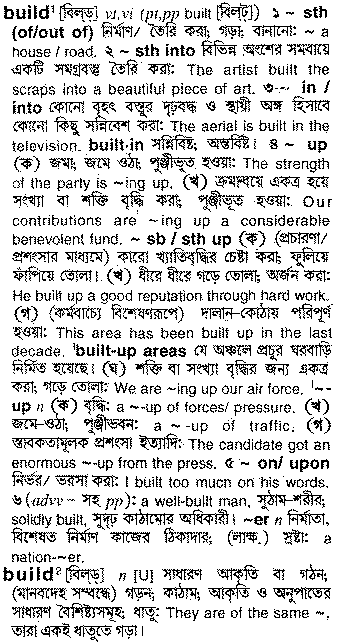 build¹ [বিল্‌ড্] vt,vi (pt,pp built [বিল্‌ট্]) ১ ~ sth
(of/out of) নির্মাণ/ তৈরি করা, গড়া; বানানো: ~ a
house / road. ২ ~ sth into বিভিন্ন অংশের সমবায়ে
একটি সমগ্রবস্তু তৈরি করা: The artist built the
scraps into a beautiful piece of art. ৩ ~ in /
into কোনো বৃহৎ বস্তুর দৃঢ়বদ্ধ ও স্থায়ী অঙ্গ হিসাবে
কোনো কিছু সন্নিবেশ করা: The aerial is built in the
television. built-in সন্নিবিষ্ট; অন্তর্বিষ্ট। ৪ ~ up
(ক) জমা; জমে ওঠা; পুঞ্জীভূত হওয়া: The strength
of the party is ~ing up. (খ) ক্রমান্বয়ে একত্র হয়ে
সংখ্যা বা শক্তি বৃদ্ধি করা; পুঞ্জীভূত হওয়া: Our
contributions are ~ing up a considerable
benevolent fund. ~ sb / sth up (ক) (প্রচারণা/
প্রশংসার মাধ্যমে) কারো খ্যাতিবৃদ্ধির চেষ্টা করা; ফুলিয়ে
ফাঁপিয়ে তোলা। (খ) ধীরে ধীরে গড়ে তোলা; অর্জন করা:
He built up a good reputation through hard work.
(গ) (কর্মবাচ্যে বিশেষণরূপে) দালান–কোঠায় পরিপূর্ণ
হওয়া: This area has been built up in the last
decade. ˈbuilt-up areas যে অঞ্চলে প্রচুর ঘরবাড়ি
নির্মিত হয়েছে। (ঘ) শক্তি বা সংখ্যা বৃদ্ধির জন্য একত্র
করা; গড়ে তোলা: We are ~ing up our air force. ˈ~-
up n (ক) বৃদ্ধি: a ~-up of forces/ pressure. (খ)
জমে-ওঠা; পুঞ্জীভবন: a ~-up of traffic. (গ)
স্তাবকতামূলক প্রশংসা ইত্যাদি: The candidate got an
enormous ~-up from the press. ৫ ~ on/ upon
নির্ভর/ ভরসা করা: I built too much on his words.
৬ (advv – সহ pp): a well-built man, সুঠাম-শরীর;
solidly built, সুদৃঢ় কাঠামোর অধিকারী। ~er n নির্মাতা,
বিশেষত নির্মাণ কাজের ঠিকাদার; (লাক্ষ.) স্রষ্টা: a
nation-~er.
build² [বিল্‌ড্] n [U] সাধারণ আকৃতি বা গঠন;
(মানবদেহ সম্বন্ধে) গড়ন; কাঠাম; আকৃতি ও অনুপাতের
সাধারণ বৈশিষ্ট্যসমূহ; ধাতু: They are of the same ~,
তারা একই ধাতুতে গড়া।